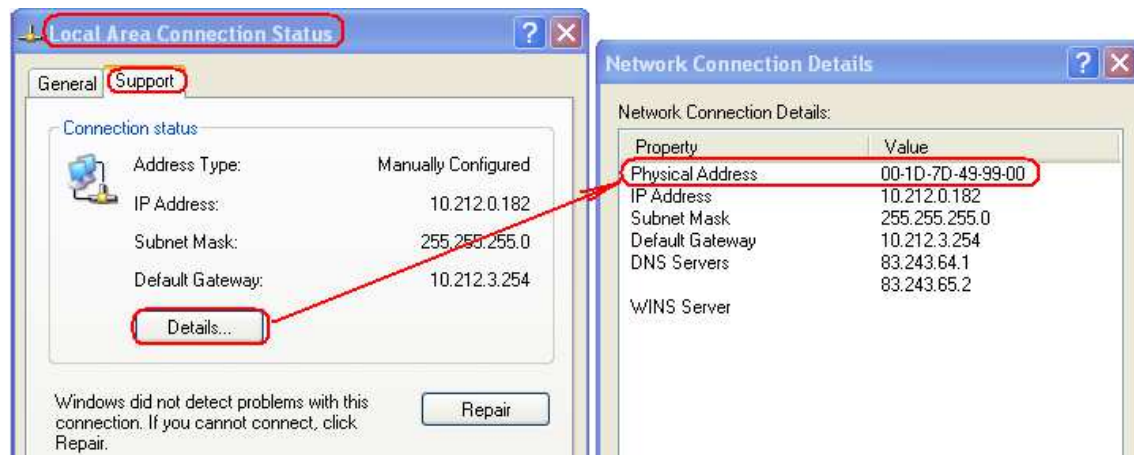 Local Area Connection Status
General Support
Connection status
Address Type: Manually Configured
IP Address: 10.212.0.182
Subnet Mask: 255.255.255.0
Default Gateway: 10.212.3.254
Details...
Windows did not detect problems with this
connection. If you cannot connect, click
Repair.
Repair
Network Connection Details
Network Connection Details:
Property Value
Physical Address 00-1D-7D-49-99-00
IP Address 10.212.0.182
Subnet Mask 255.255.255.0
Default Gateway 10.212.3.254
DNS Servers 83.243.64.1
83.243.65.2
WINS Server